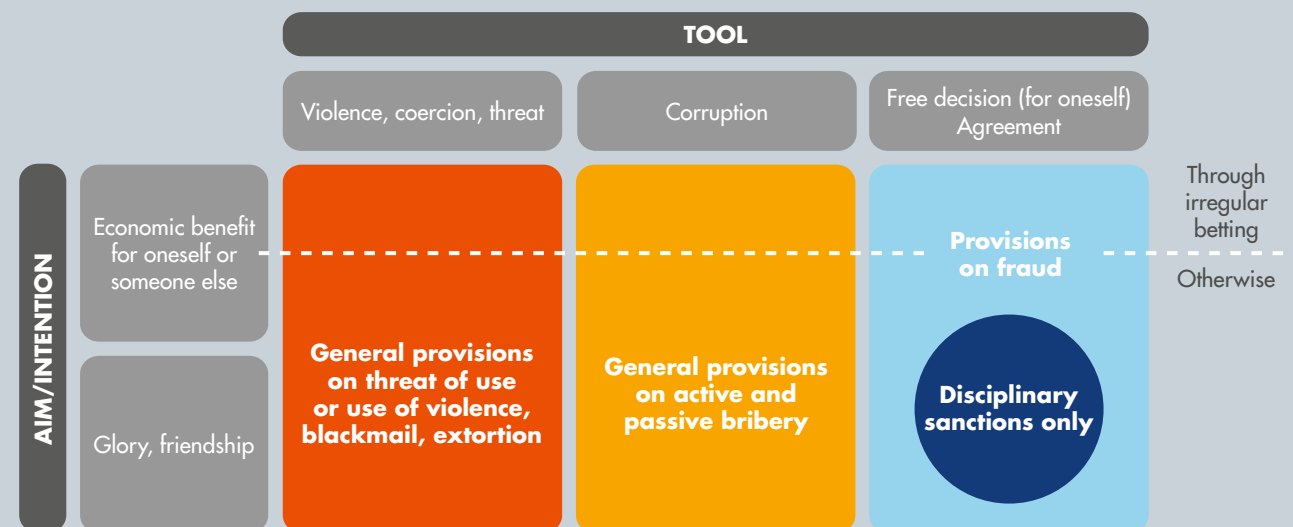 TOOL
Violence, coercion, threat
Corruption
Free decision (for oneself)
Agreement
AIM/INTENTION
Economic benefit
for oneself or
someone else
Glory, friendship
General provisions
on threat of use
or use of violence,
blackmail, extortion
General provisions
on active and
passive bribery
Provisions
on fraud
Disciplinary
sanctions only
Through
irregular
betting
Otherwise